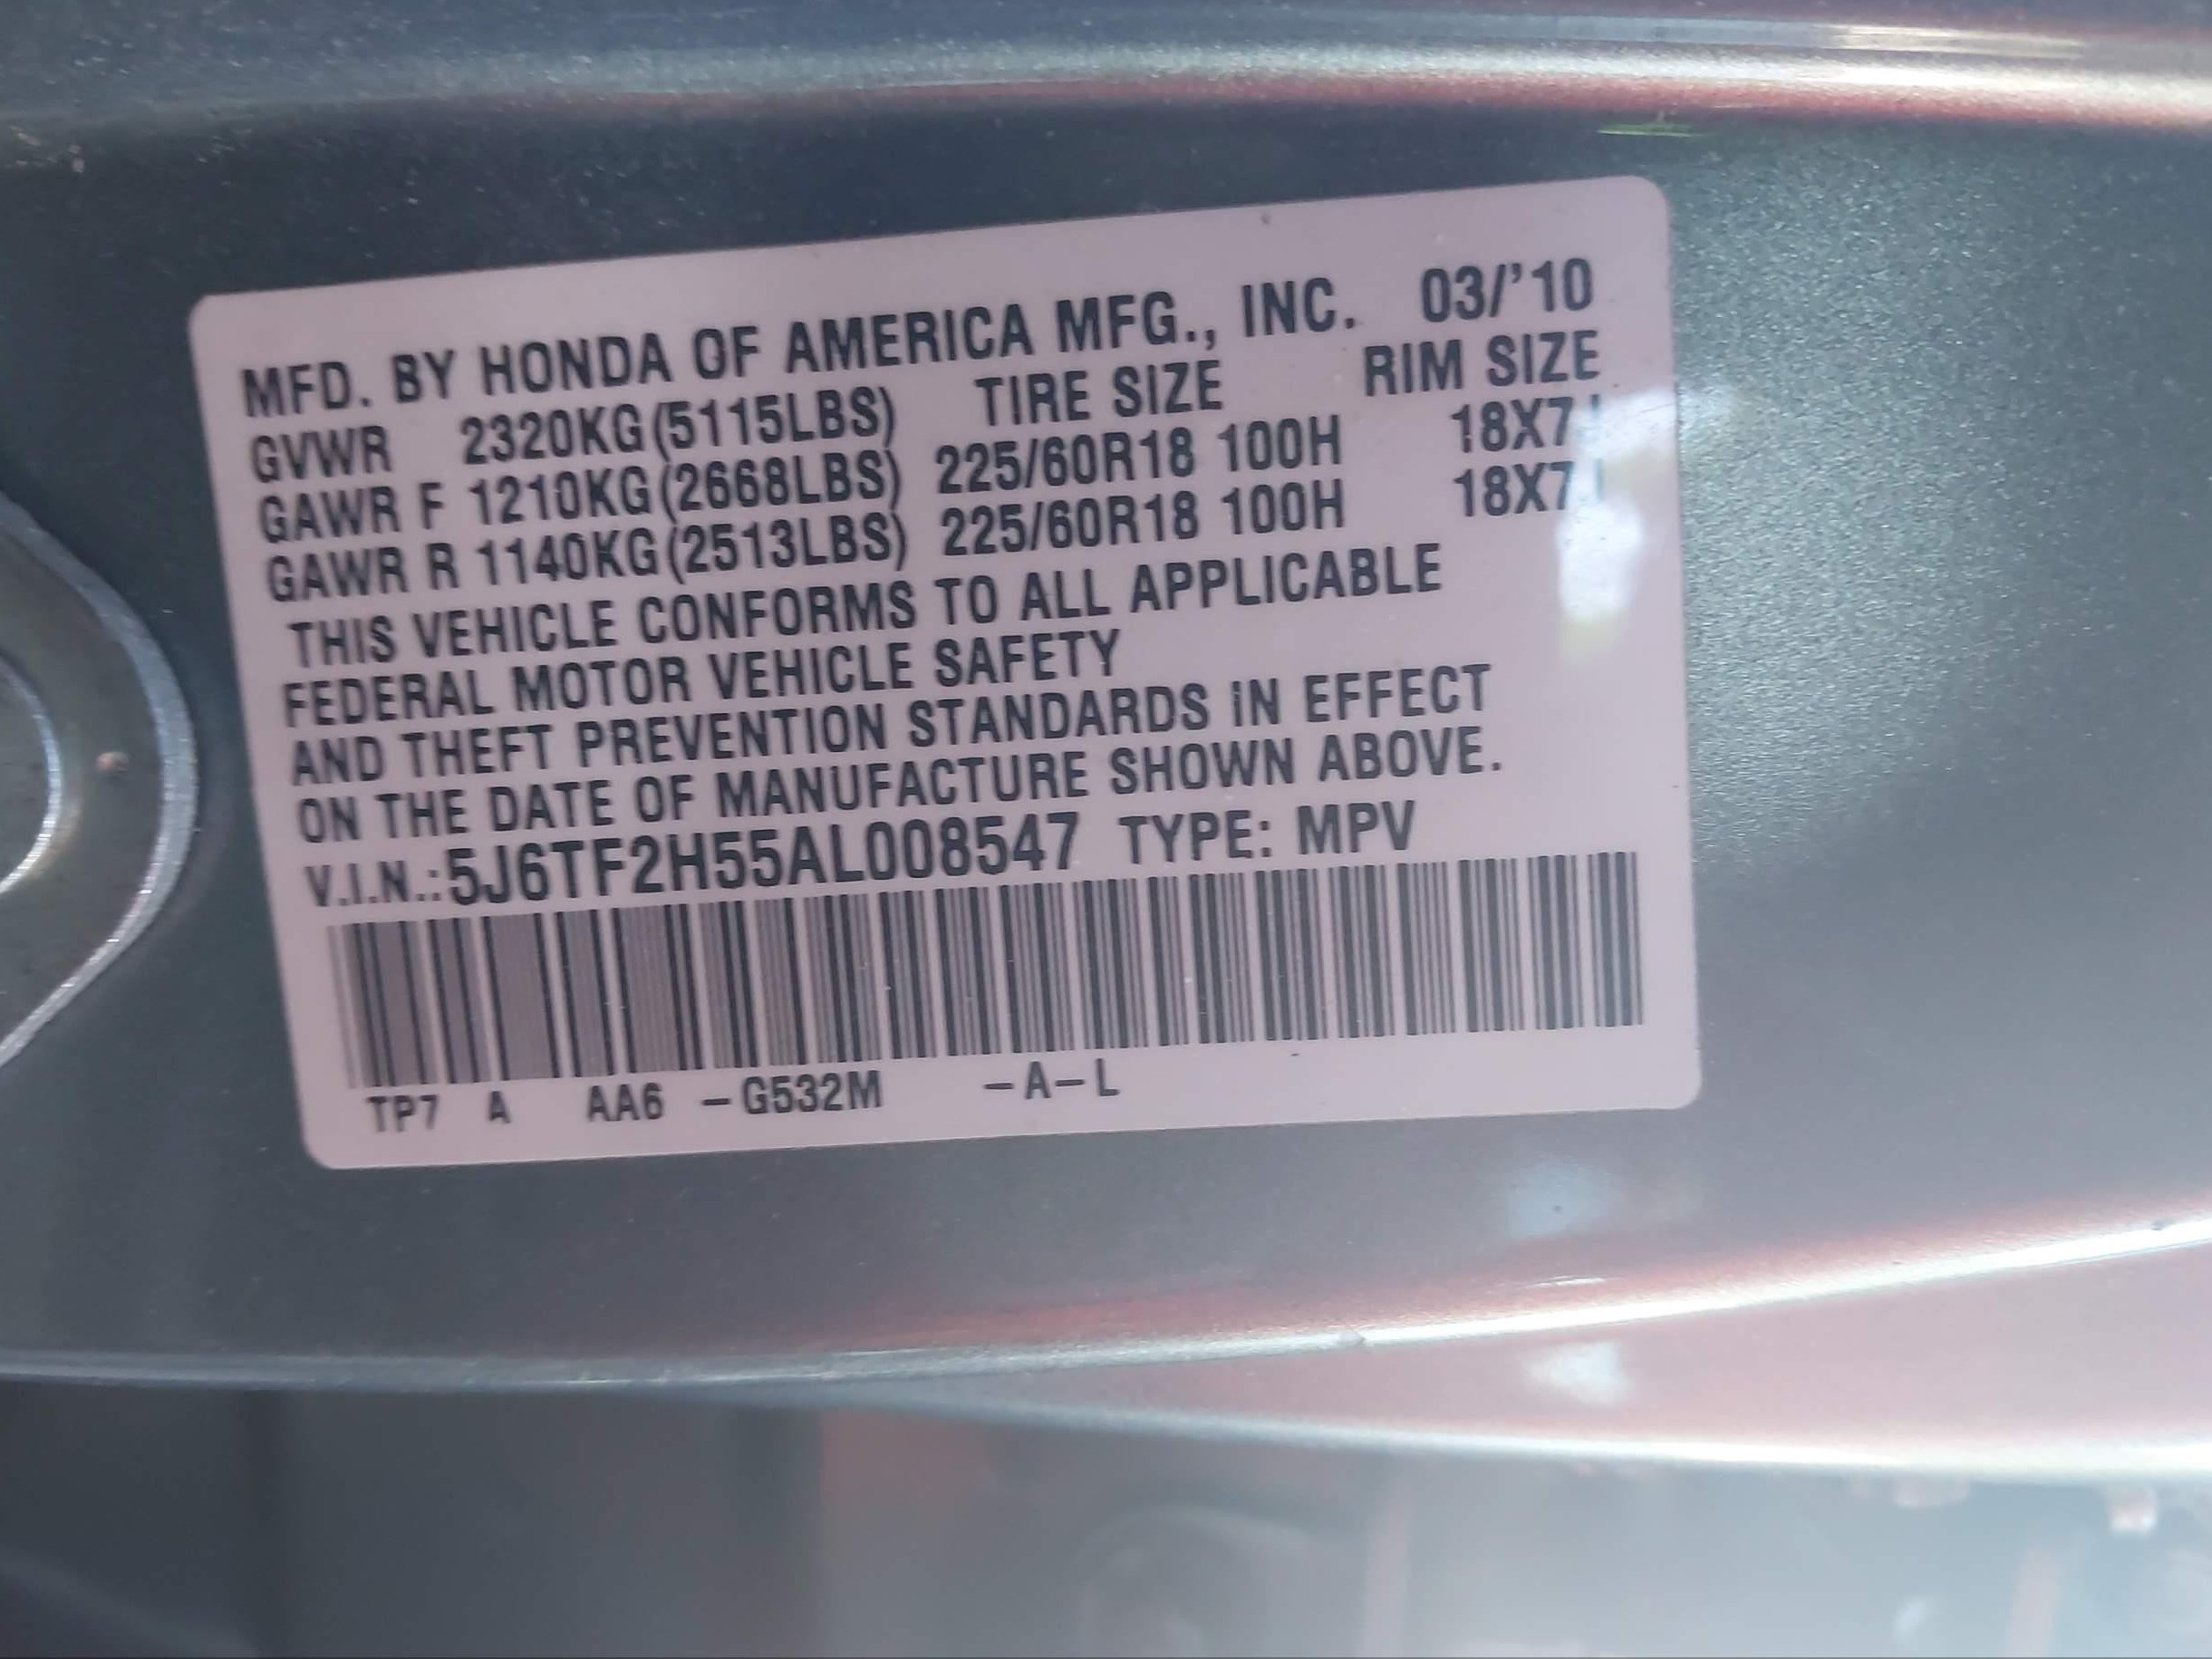 MFD. BY HONDA OF AMERICA MFG., INC. 03/'10
GVWR 2320KG(5115LBS) TIRE SIZE RIM SIZE
GAWR F 1210KG(2668LBS) 225/60R18 100H 18X7J
GAWR R 1140KG(2513LBS) 225/60R18 100H 18X7J
THIS VEHICLE CONFORMS TO ALL APPLICABLE
FEDERAL MOTOR VEHICLE SAFETY
AND THEFT PREVENTION STANDARDS IN EFFECT
ON THE DATE OF MANUFACTURE SHOWN ABOVE.
V.I.N.:5J6TF2H55AL008547 TYPE: MPV
TP7 A AA6 -G532M -A-L